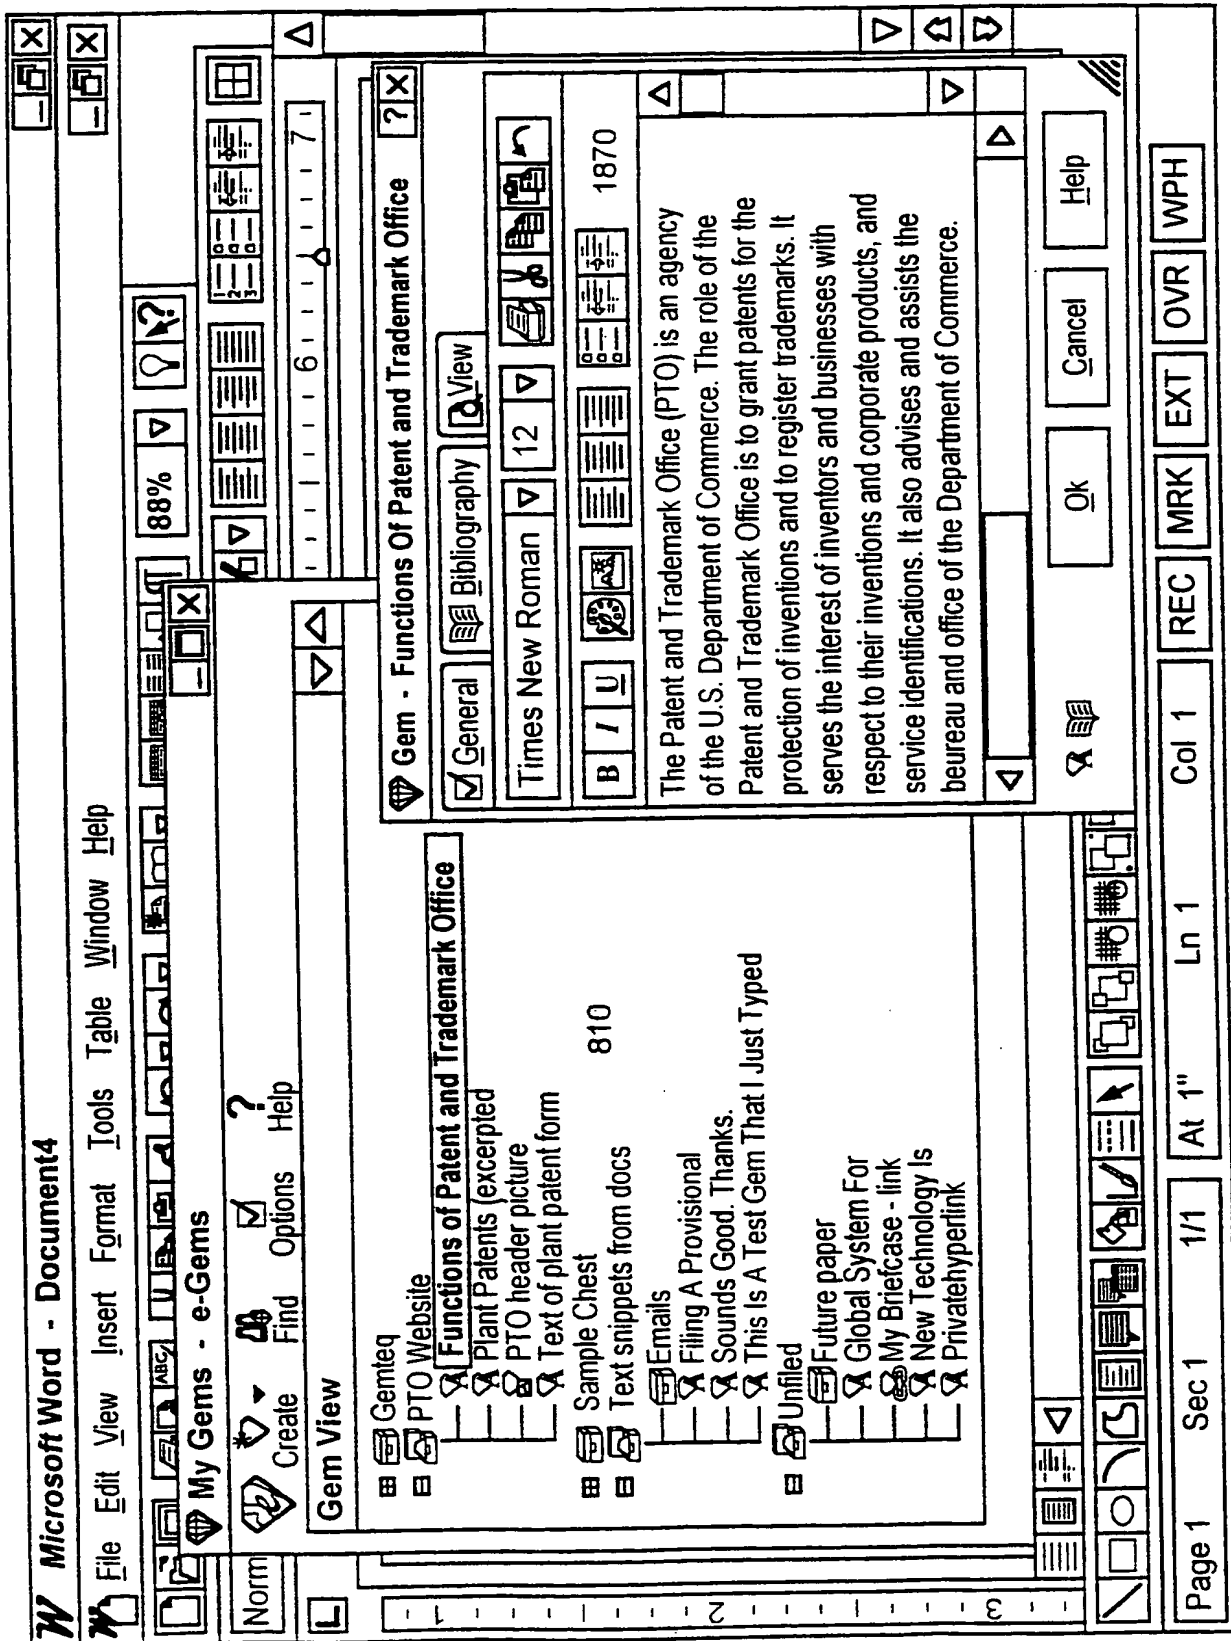 W Microsoft Word - Document4
File Edit View Insert Format Tools Table Window Help
ABC 88% ?
Norm
1 2 3
My Gems - e-Gems
Create Find Options ? Help
Gem View
6 7
Gemteq
PTO Website
Functions of Patent and Trademark Office
Plant Patents (excerpted
PTO header picture
Text of plant patent form
Sample Chest 810
Text snippets from docs
Emails
Filing A Provisional
Sounds Good. Thanks.
This Is A Test Gem That I Just Typed
Unfiled
Future paper
Global System For
My Briefcase - link
New Technology Is
Privatehyperlink
Gem - Functions Of Patent and Trademark Office ? X
General Bibliography View
Times New Roman 12
B I U 1870
The Patent and Trademark Office (PTO) is an agency
of the U.S. Department of Commerce. The role of the
Patent and Trademark Office is to grant patents for the
protection of inventions and to register trademarks. It
serves the interest of inventors and businesses with
respect to their inventions and corporate products, and
service identifications. It also advises and assists the
beureau and office of the Department of Commerce.
Ok Cancel Help
1 2 3
Page 1 Sec 1 1/1 At 1" Ln 1 Col 1 REC MRK EXT OVR WPH